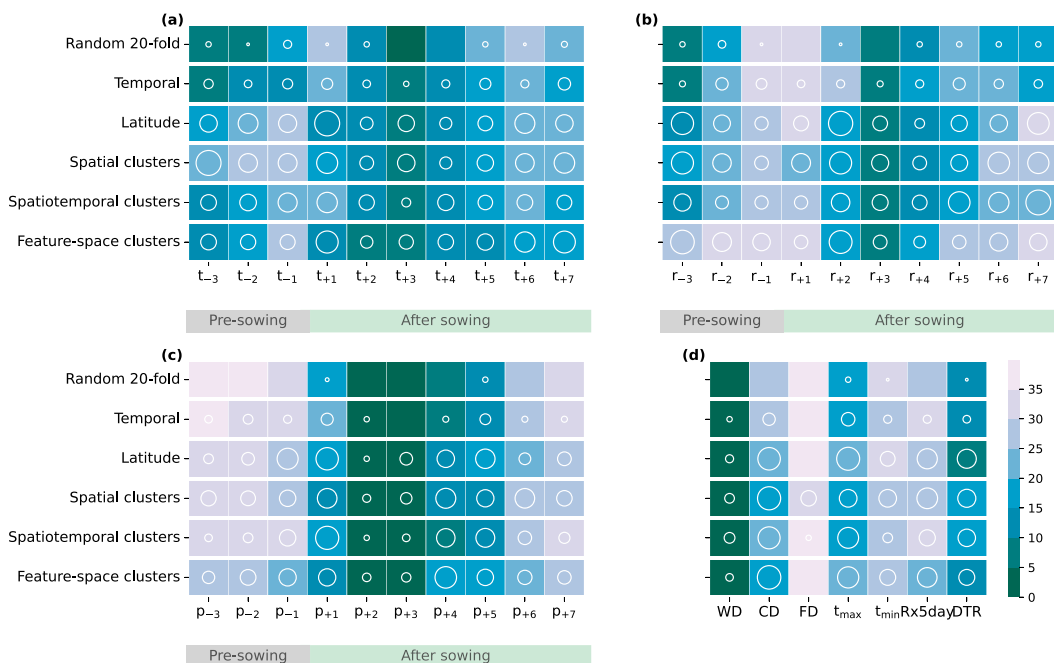 (a)
Random 20-fold
Temporal
Latitude
Spatial clusters
Spatiotemporal clusters
Feature-space clusters
t₋₃ t₋₂ t₋₁ t₊₁ t₊₂ t₊₃ t₊₄ t₊₅ t₊₆ t₊₇
Pre-sowing After sowing
(b)
r₋₃ r₋₂ r₋₁ r₊₁ r₊₂ r₊₃ r₊₄ r₊₅ r₊₆ r₊₇
Pre-sowing After sowing
(c)
Random 20-fold
Temporal
Latitude
Spatial clusters
Spatiotemporal clusters
Feature-space clusters
p₋₃ p₋₂ p₋₁ p₊₁ p₊₂ p₊₃ p₊₄ p₊₅ p₊₆ p₊₇
Pre-sowing After sowing
(d)
WD CD FD tmax tmin Rx5day DTR
35
30
25
20
15
10
5
0